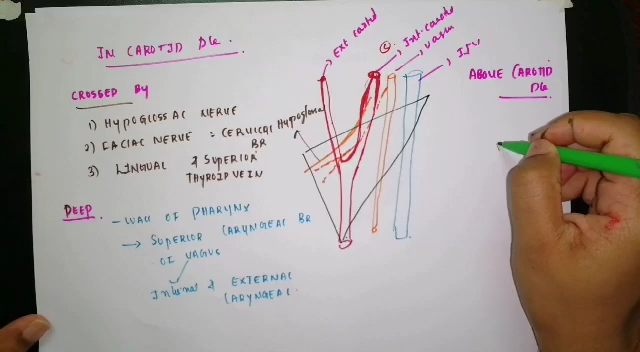 IN CAROTID DLE.
CROSSED By
1) HYPOGLOSSAL NERVE
2) FACIAL NERVE = CERVICAL
BR
3) LINGUAL & SUPERIOR
THYROID VEIN
DEEP.
- WALL OF PHARYNX
→ SUPERIOR LARYNGEAL BR
OF VAGUS
Internal & EXTERNAL
LARYNGEAL.
Ext carotid
Int. carotid
Vagus
IJV
Hypoglossal
ABOVE CAROTID
DLE